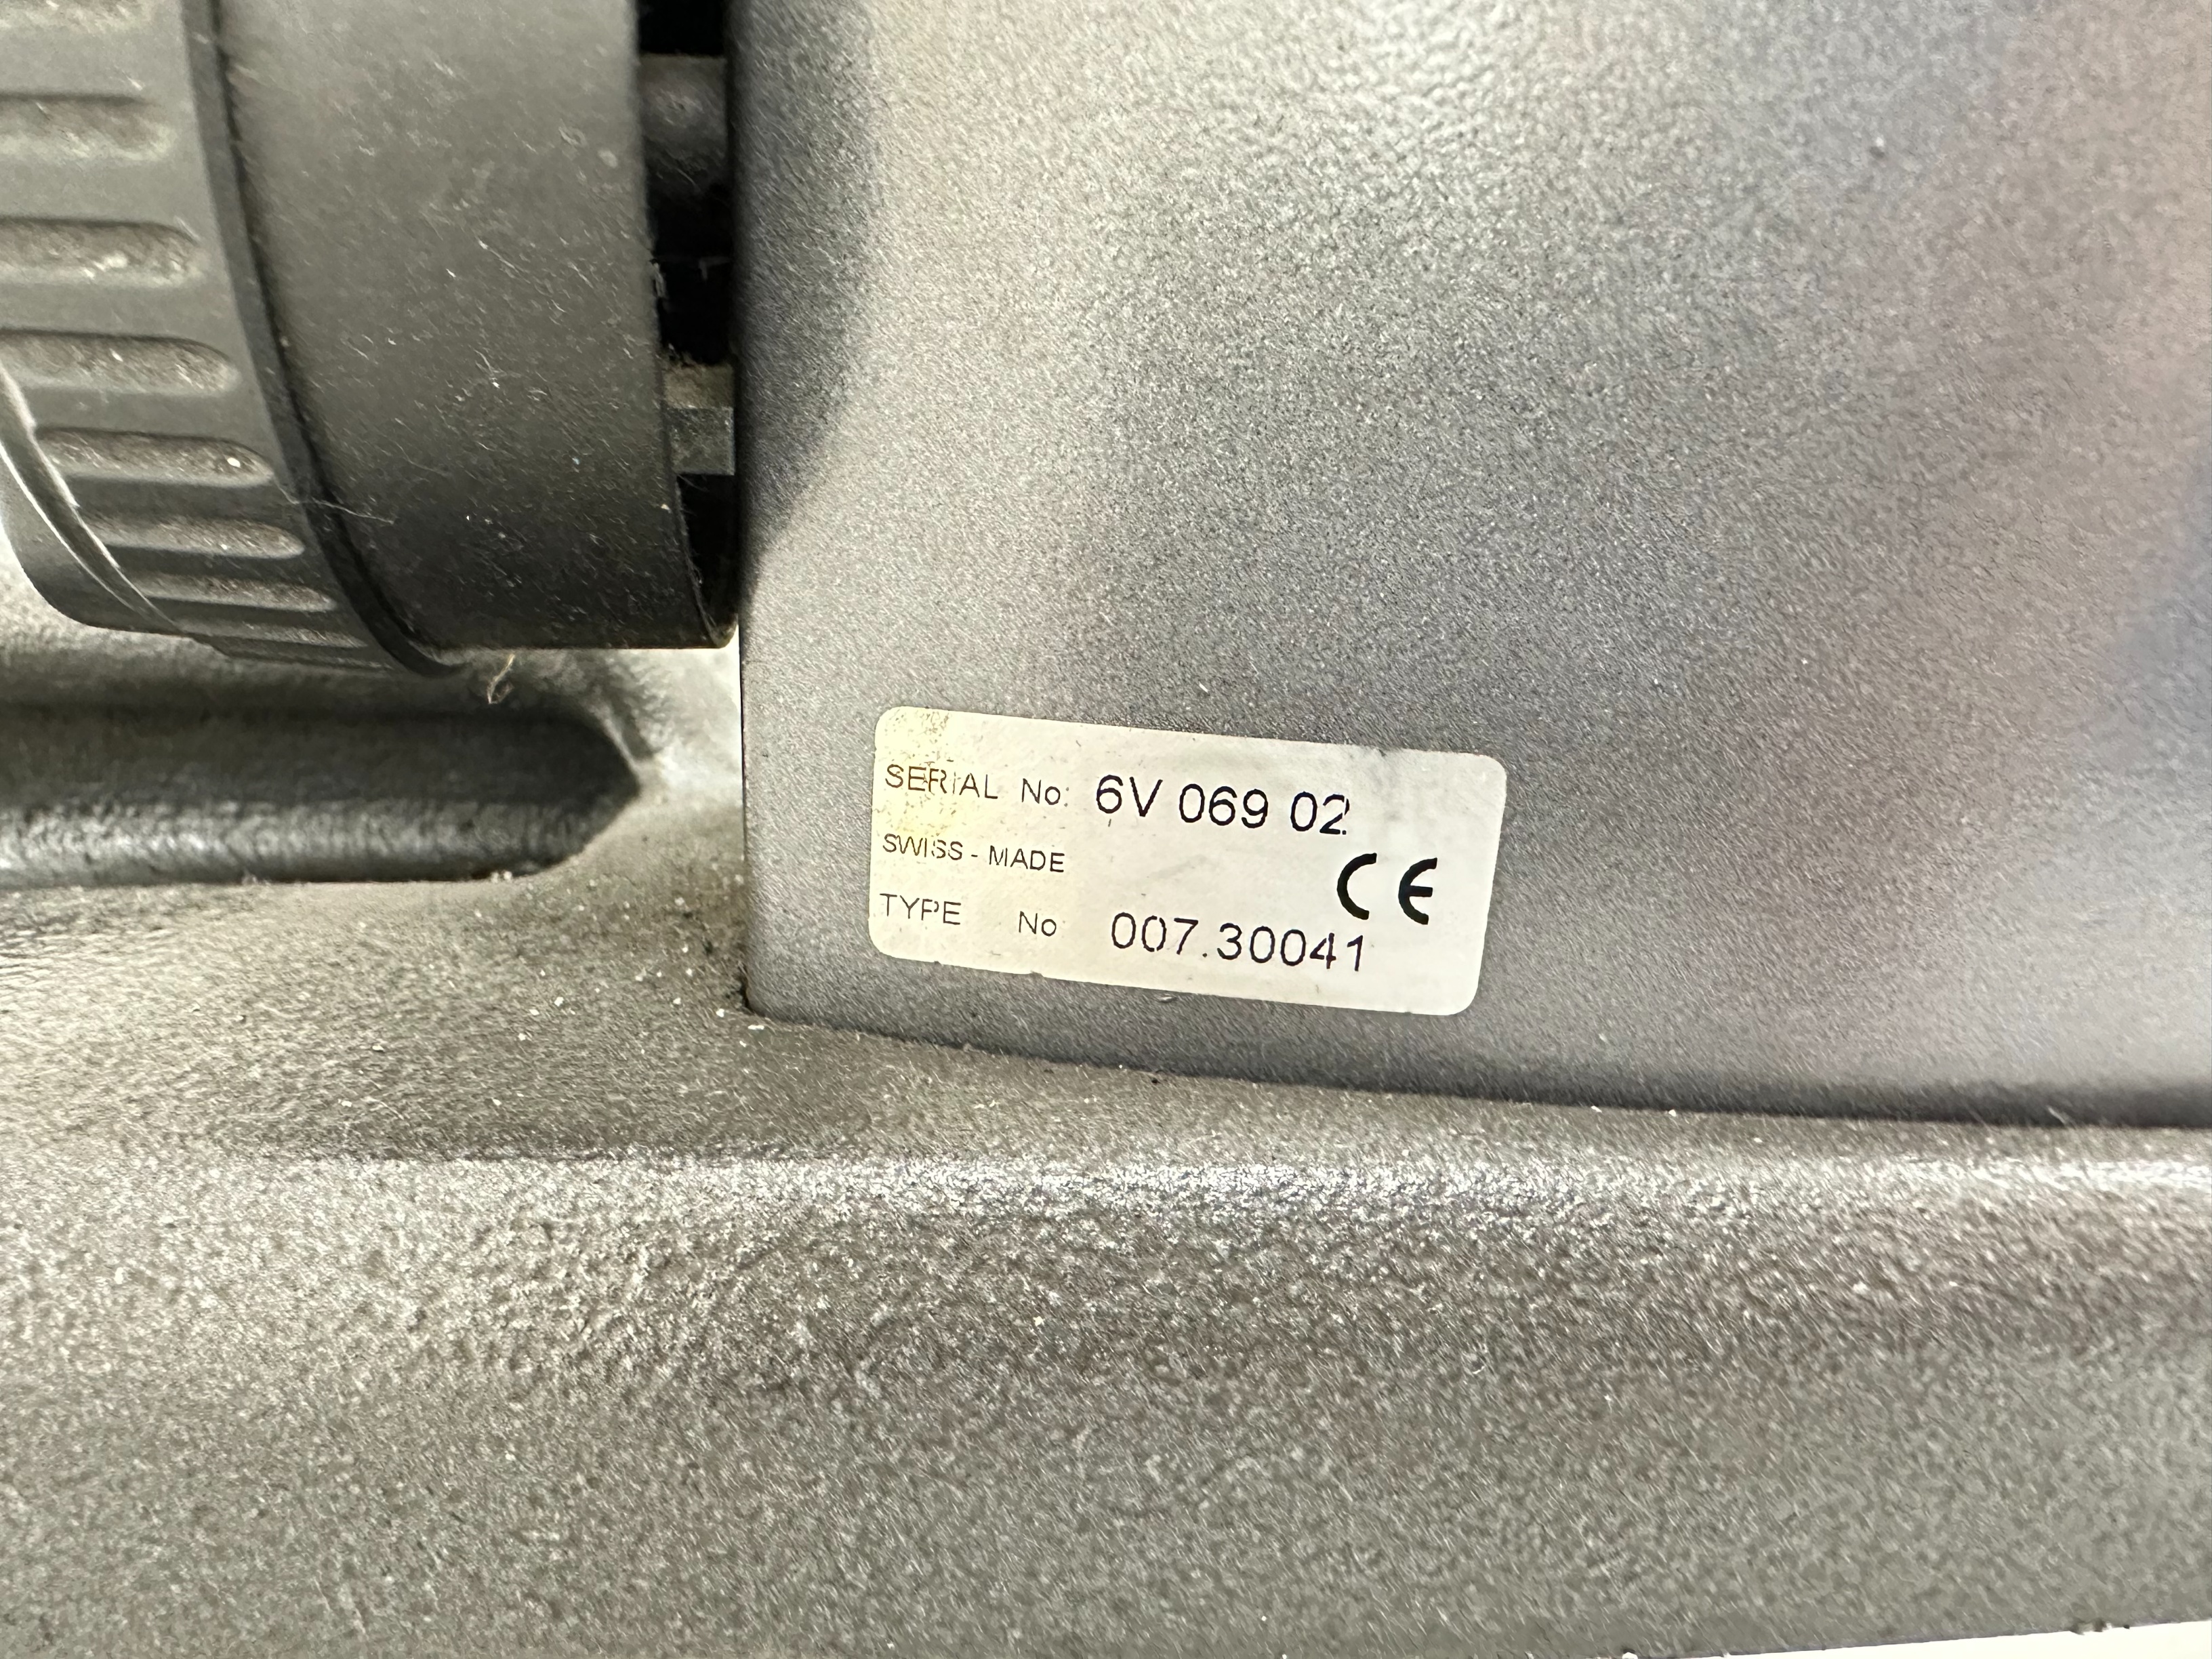 SERIAL No: 6V 069 02
SWISS - MADE
CE
TYPE No 007.30041